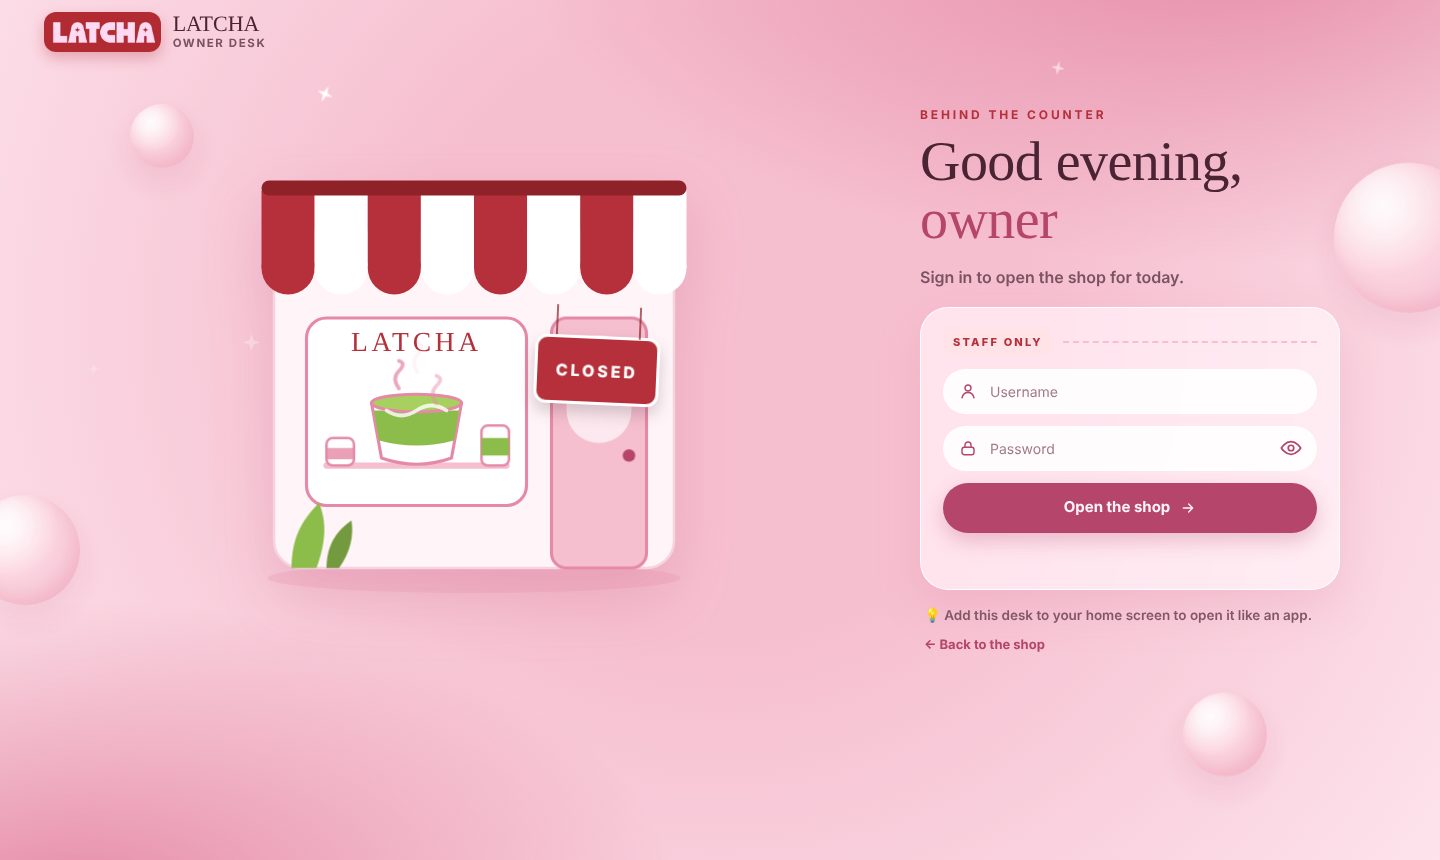 LATCHA
LATCHA
OWNER DESK
BEHIND THE COUNTER
Good evening,
owner
Sign in to open the shop for today.
LATCHA
CLOSED
STAFF ONLY
Username
Password
Open the shop →
💡 Add this desk to your home screen to open it like an app.
← Back to the shop